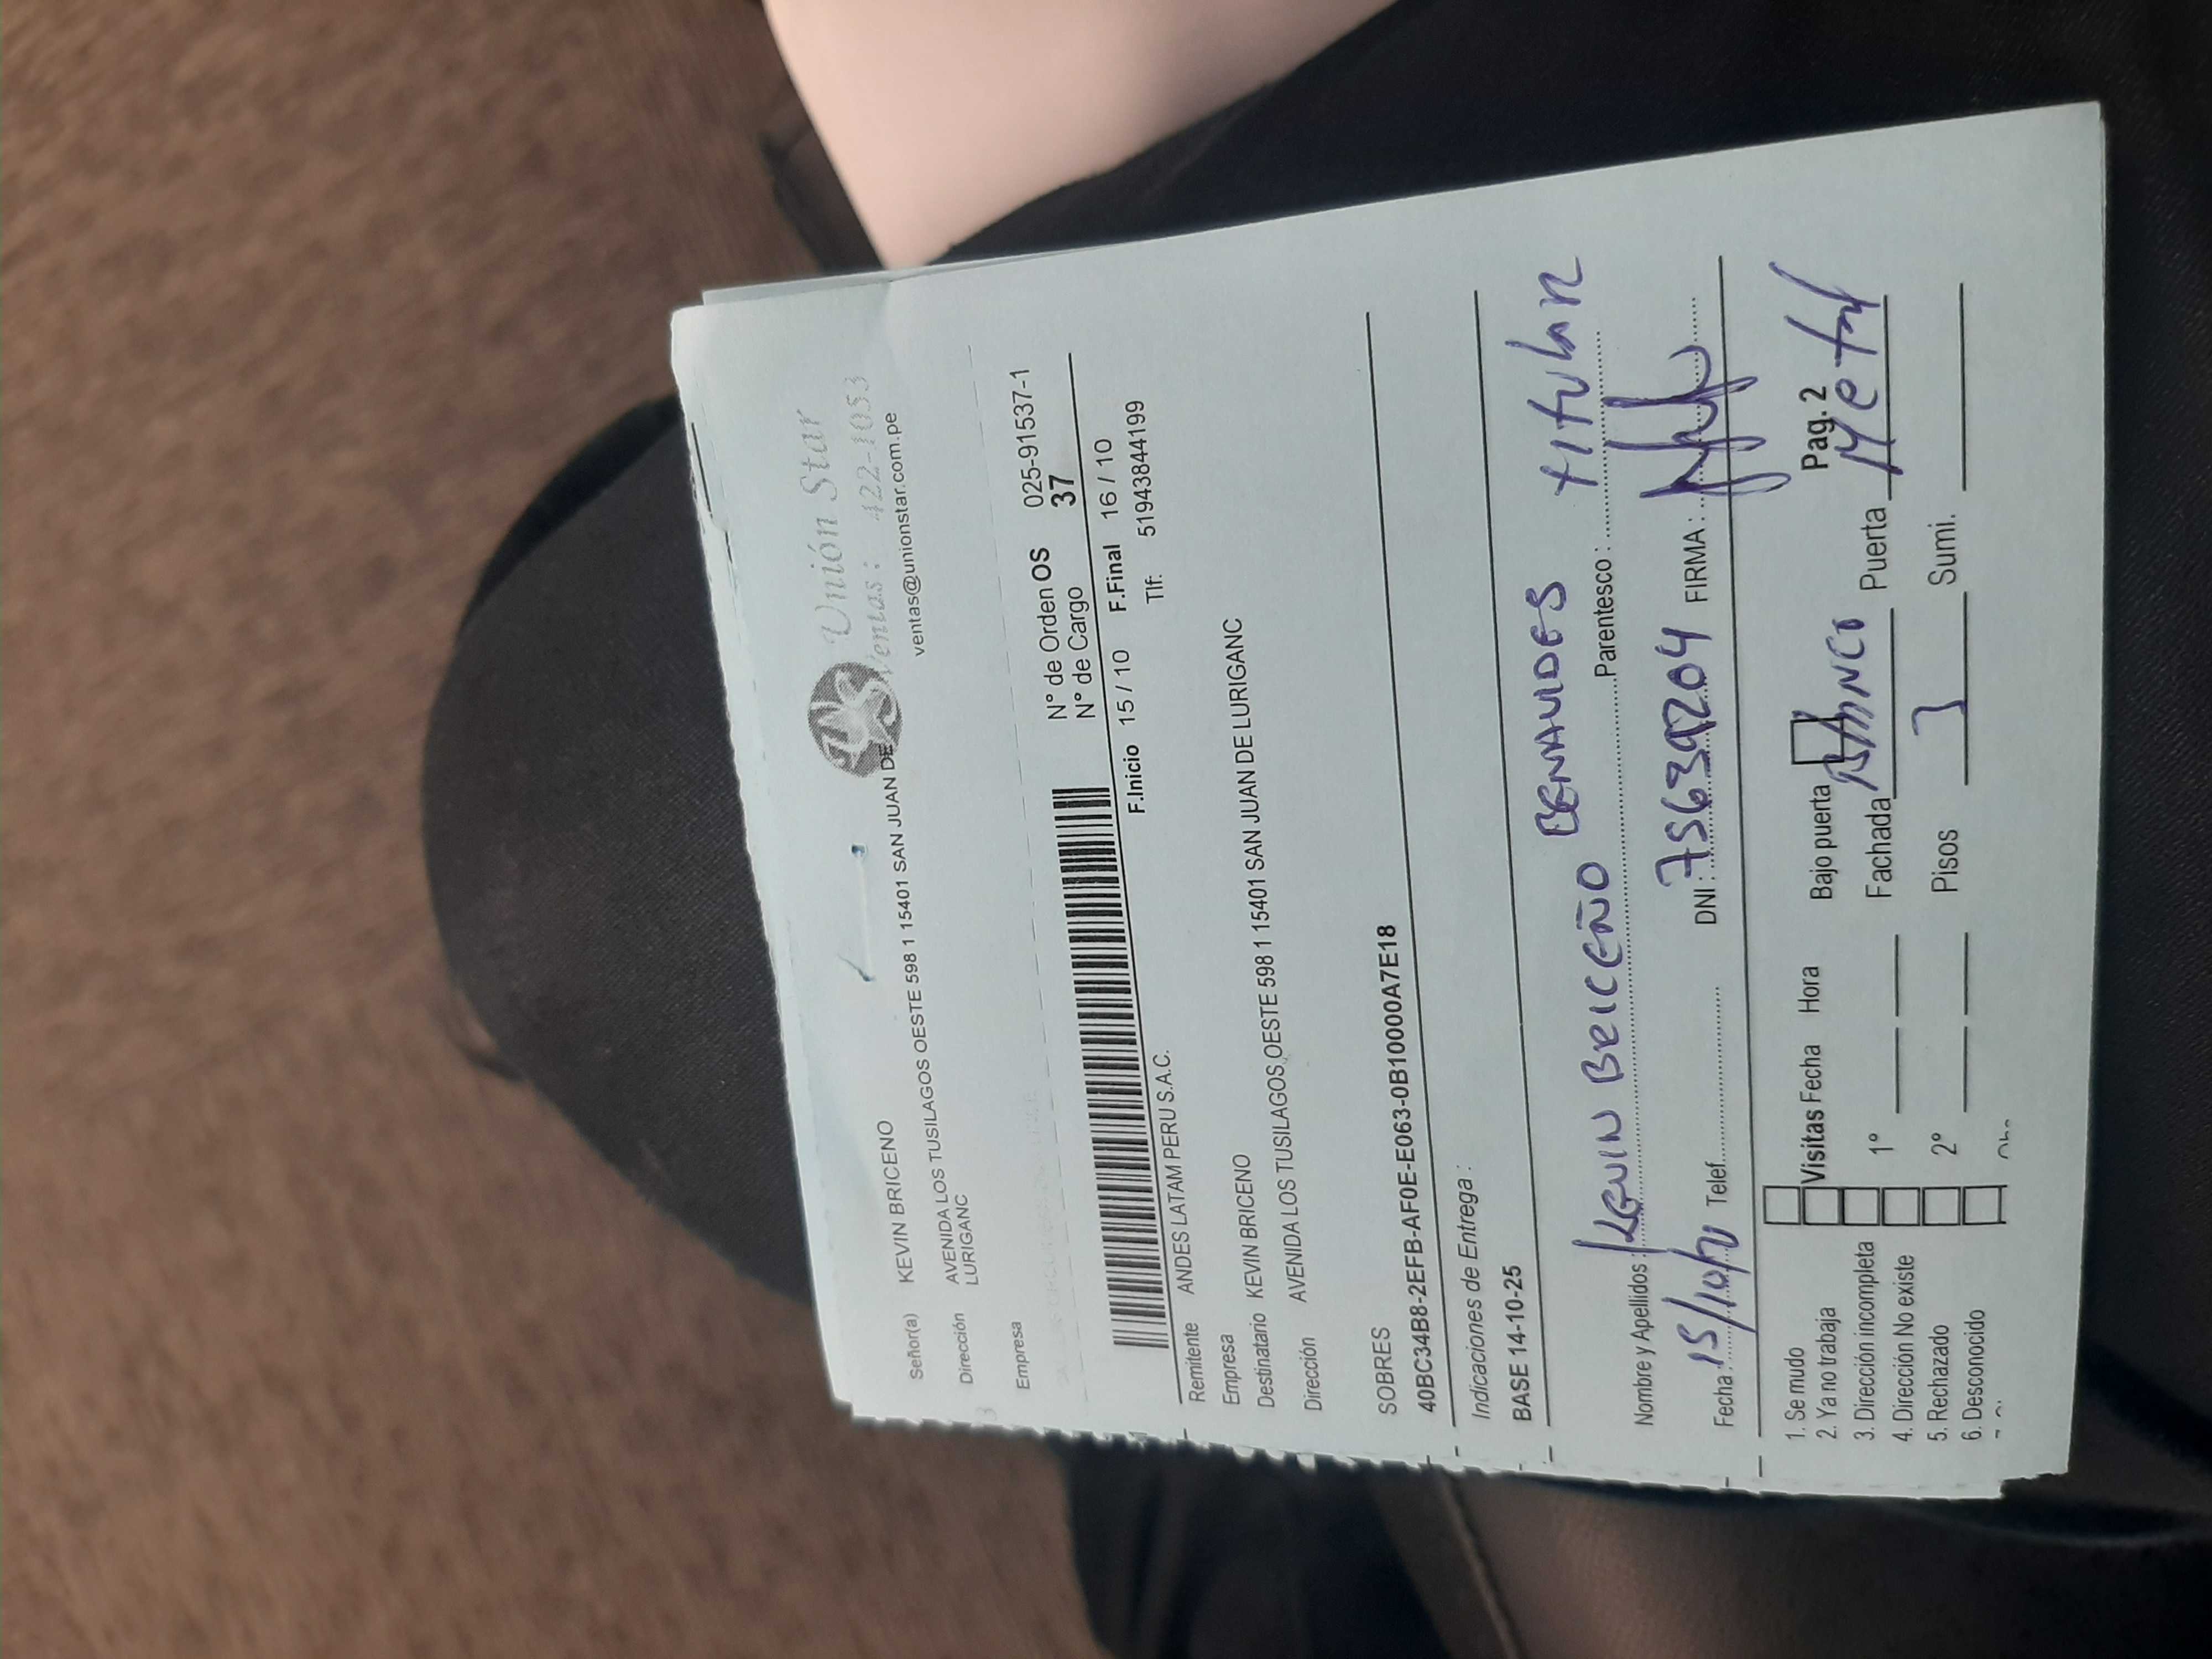 Unión Star
Ventas: 422-1053
ventas@unionstar.com.pe
Señor(a) KEVIN BRICENO
Dirección AVENIDA LOS TUSILAGOS OESTE 598 1 15401 SAN JUAN DE
LURIGANC
Empresa
N° de Orden OS 025-91537-1
N° de Cargo 37
F.Inicio 15 / 10 F.Final 16 / 10
Remitente ANDES LATAM PERU S.A.C. Tlf: 51943844199
Empresa
Destinatario KEVIN BRICENO
Dirección AVENIDA LOS TUSILAGOS OESTE 598 1 15401 SAN JUAN DE LURIGANC
SOBRES
40BC34B8-2EFB-AF0E-E063-0B10000A7E18
Indicaciones de Entrega :
BASE 14-10-25
Nombre y Apellidos : KEVIN BRICEÑO BENAVIDES Parentesco : titular
Fecha : 15/10/ Telef. DNI : 75639204 FIRMA :
1. Se mudo Visitas Fecha Hora Bajo puerta Pag. 2
2. Ya no trabaja
3. Dirección incompleta 1° Fachada Puerta Metal
4. Dirección No existe
5. Rechazado 2° Pisos Sumi.
6. Desconocido